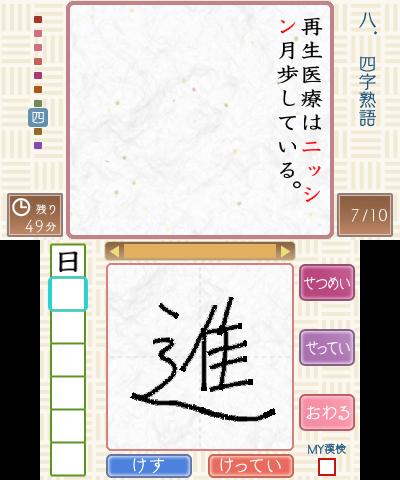 八. 四字熟語
再生医療はニッシ
ン月歩している。
四
残り
49分
7/10
日
進
せつめい
せってい
おわる
MY漢検
けす
けってい